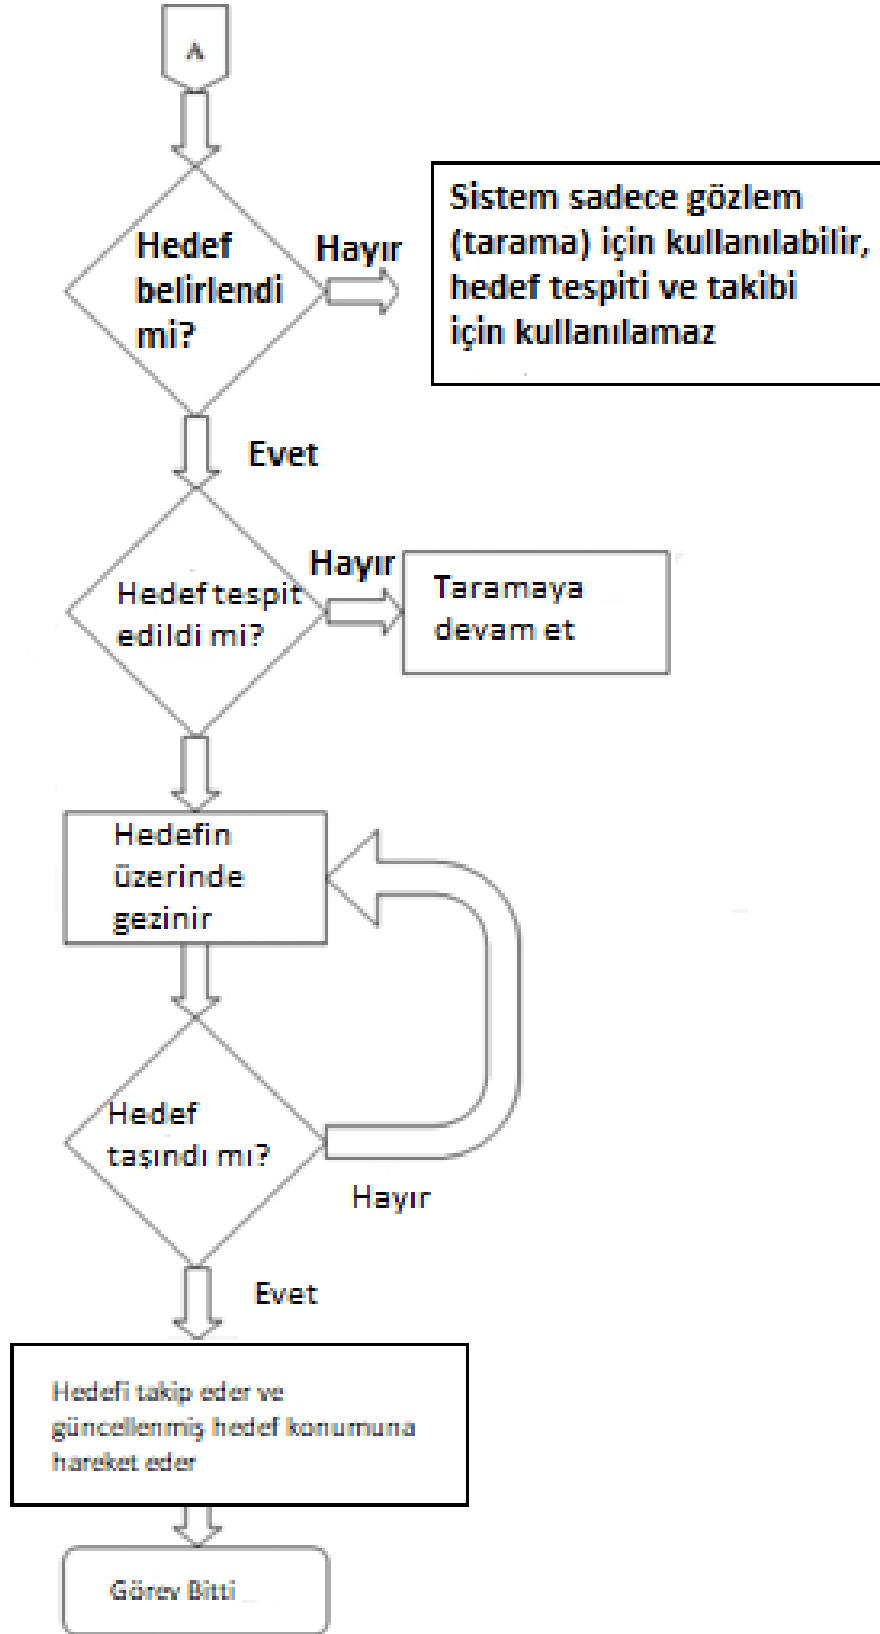 A
Hedef
belirlendi
mi?
Hayır
Sistem sadece gözlem
(tarama) için kullanılabilir,
hedef tespiti ve takibi
için kullanılamaz
Evet
Hedef tespit
edildi mi?
Hayır
Taramaya
devam et
Hedefin
üzerinde
gezinir
Hedef
taşındı mı?
Hayır
Evet
Hedefi takip eder ve
güncellenmiş hedef konumuna
hareket eder
Görev Bitti